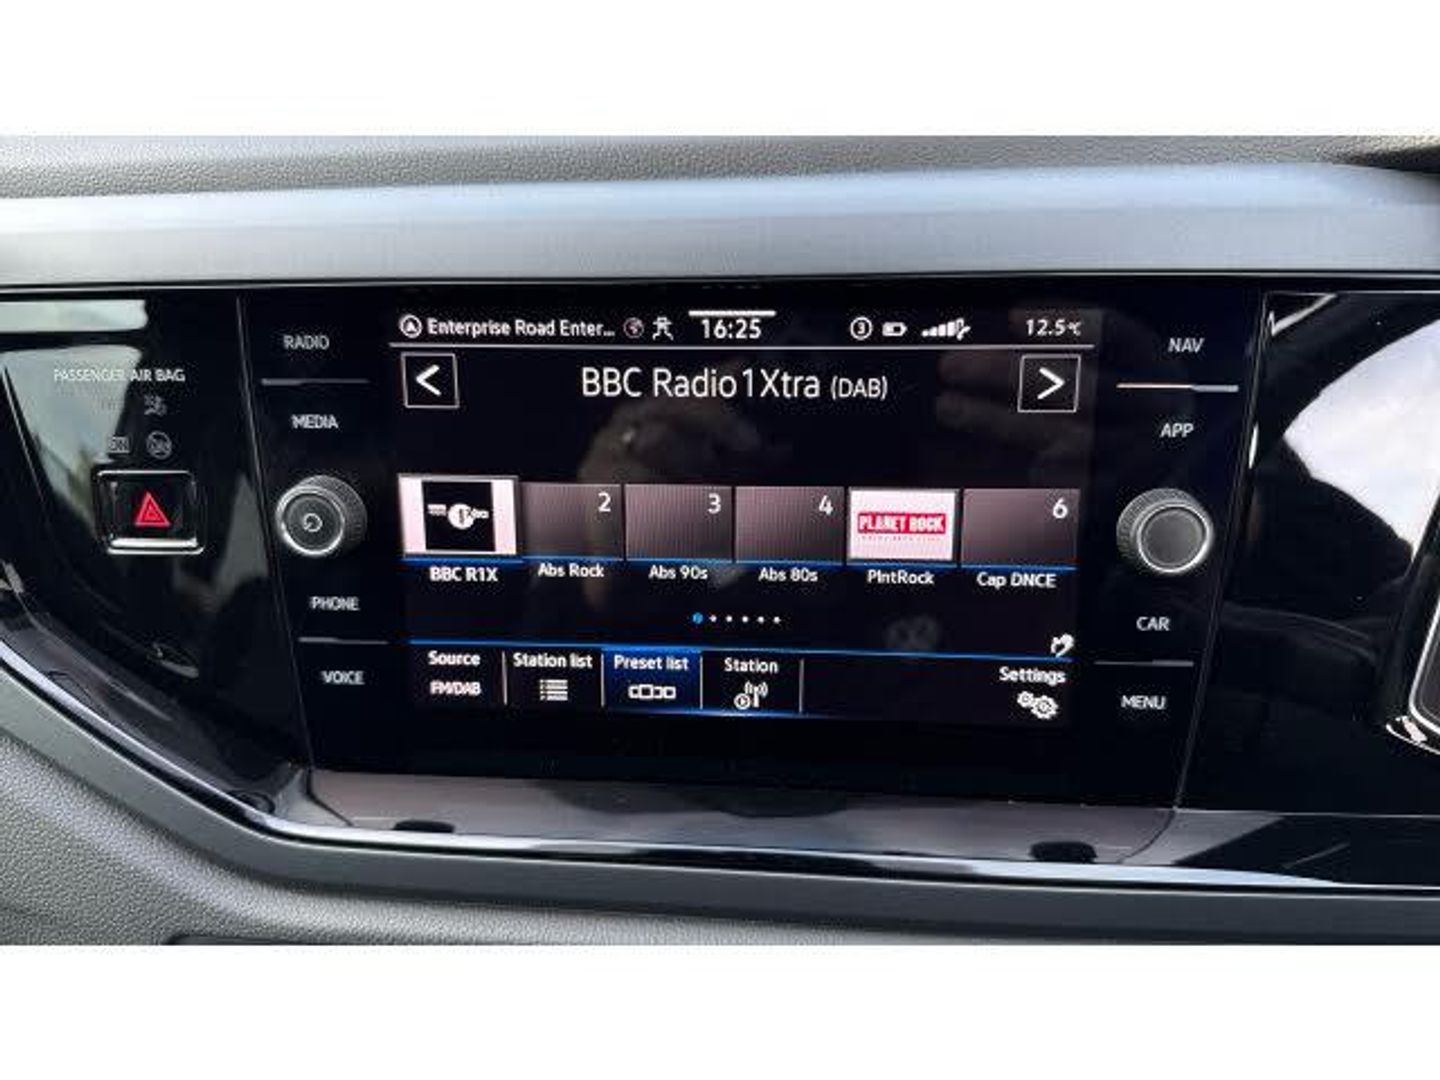 Enterprise Road Enter... 16:25 3 12.5°C
RADIO
NAV
PASSENGER AIR BAG
BBC Radio 1Xtra (DAB)
MEDIA
APP
2 3 4 PLANET ROCK 6
BBC R1X Abs Rock Abs 90s Abs 80s PlntRock Cap DNCE
PHONE
CAR
Source Station list Preset list Station Settings
FM/DAB
VOICE
MENU